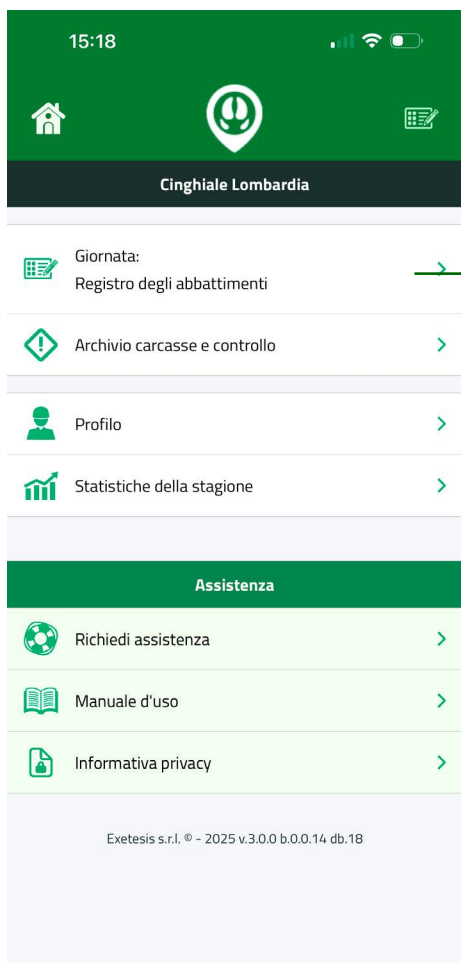 15:18
Cinghiale Lombardia
Giornata:
Registro degli abbattimenti
Archivio carcasse e controllo
Profilo
Statistiche della stagione
Assistenza
Richiedi assistenza
Manuale d'uso
Informativa privacy
Exetesis s.r.l. © - 2025 v.3.0.0 b.0.0.14 db.18